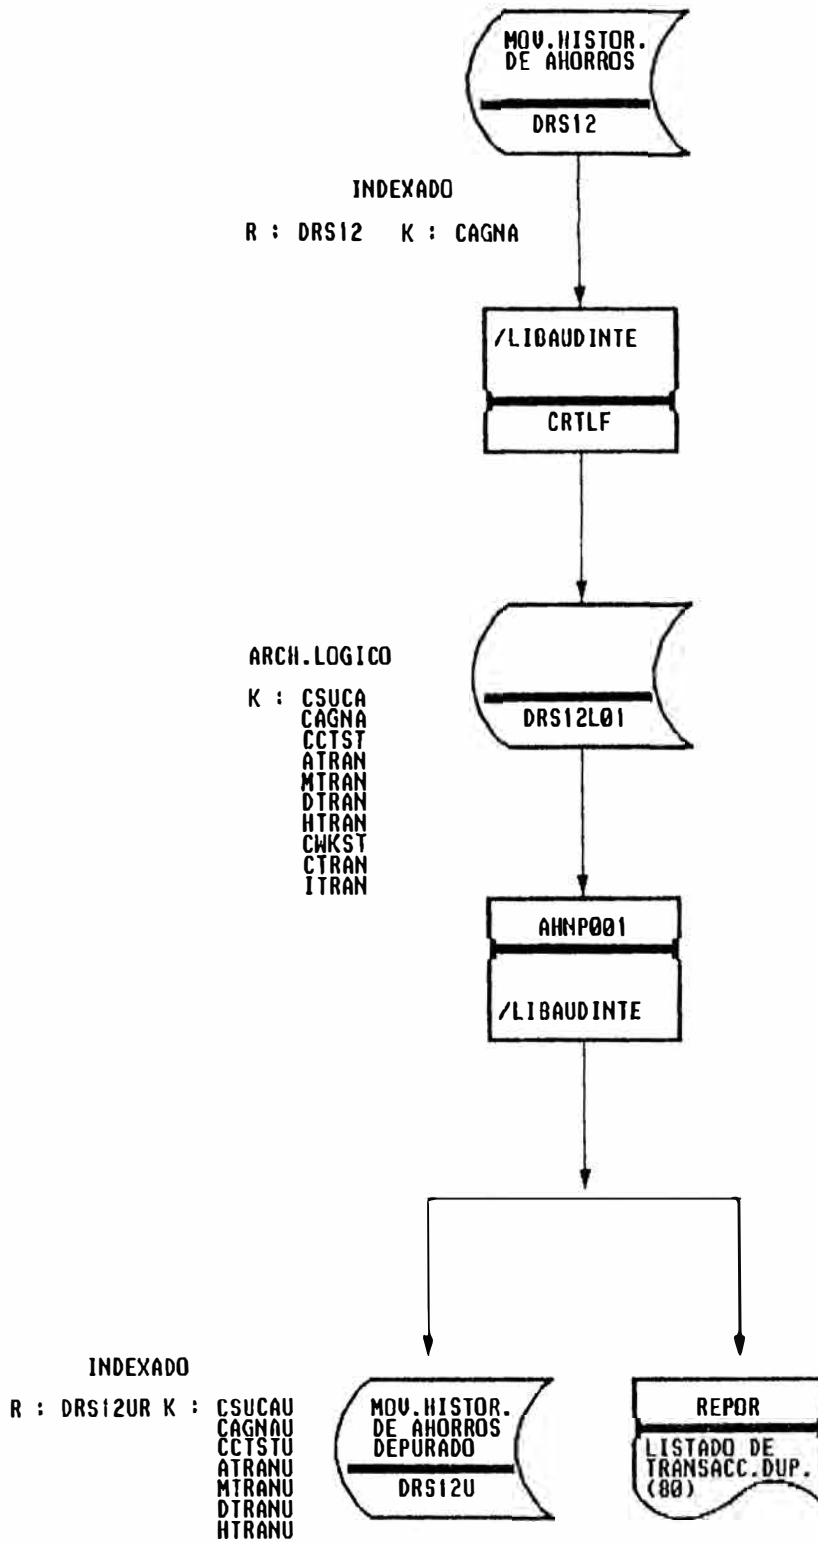 MOV.HISTOR.
DE AHORROS
DRS12
INDEXADO
R : DRS12 K : CAGNA
/LIBAUDINTE
CRTLF
ARCH.LOGICO
K : CSUCA
CAGNA
CCTST
ATRAN
MTRAN
DTRAN
HTRAN
CWKST
CTRAN
ITRAN
DRS12L01
AHNP001
/LIBAUDINTE
INDEXADO
R : DRS12UR K : CSUCAU
CAGNAU
CCTSTU
ATRANU
MTRANU
DTRANU
HTRANU
MOV.HISTOR.
DE AHORROS
DEPURADO
DRS12U
REPOR
LISTADO DE
TRANSACC.DUP.
(80)